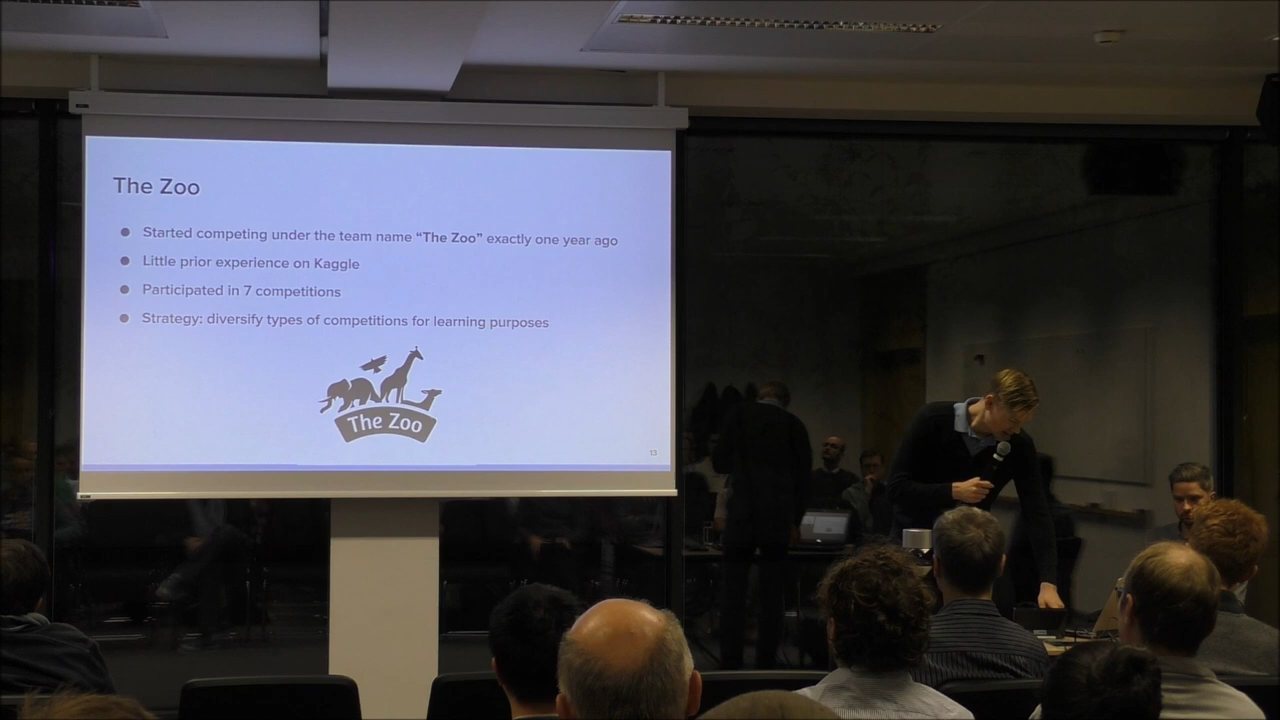 The Zoo
● Started competing under the team name “The Zoo” exactly one year ago
● Little prior experience on Kaggle
● Participated in 7 competitions
● Strategy: diversify types of competitions for learning purposes
The Zoo
13